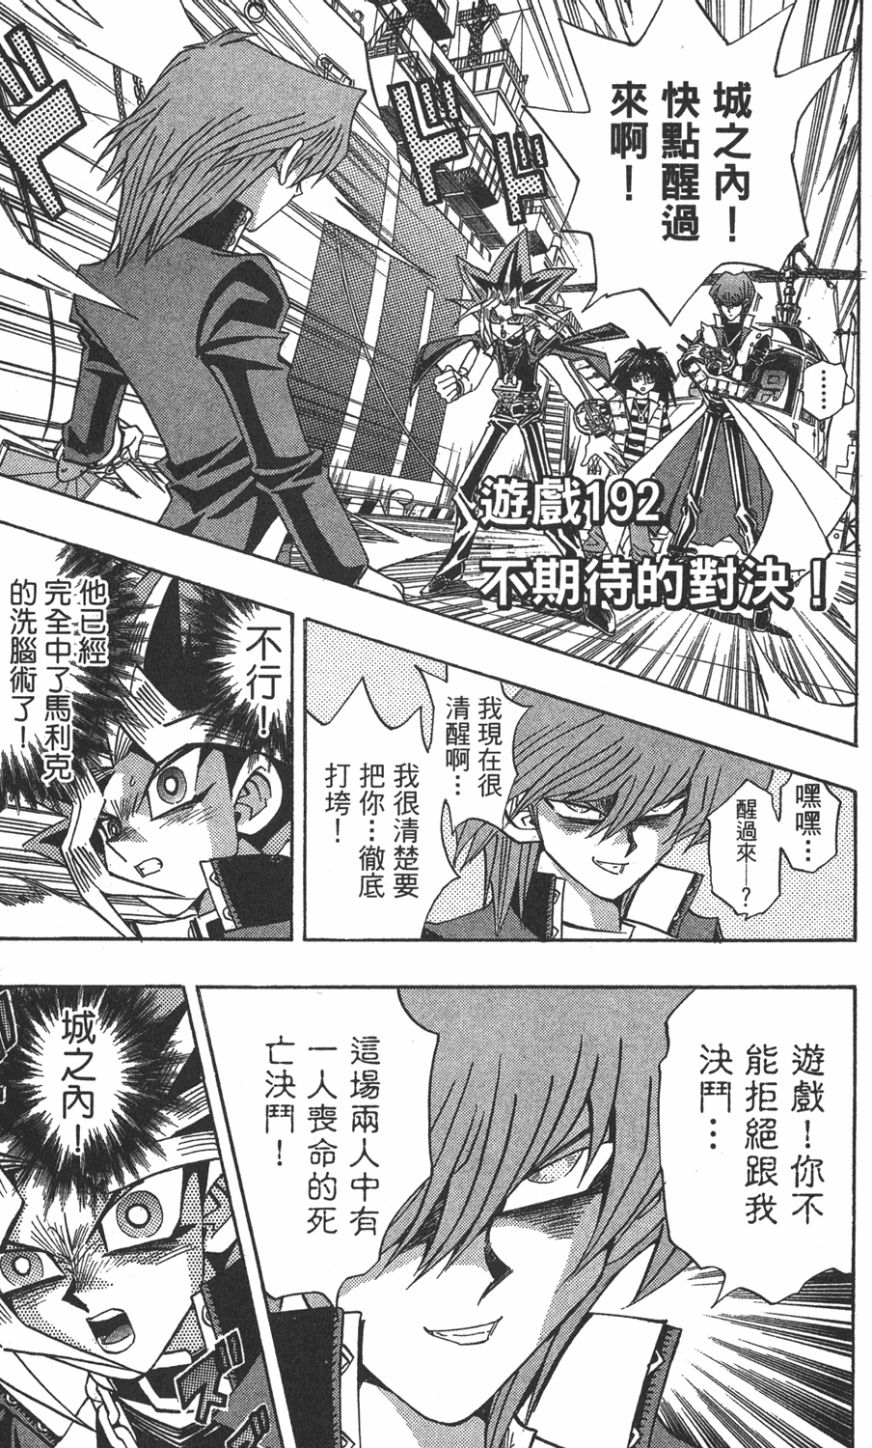 城之內！
快點醒過
來啊！
ドド
ド
ド
……
遊戲192
不期待的對決！
嘿嘿…
醒過來—？
我現在很
清醒啊…
我很清楚要
把你…徹底
打垮！
不行！
他已經
完全中了馬利克
的洗腦術了！
遊戲！你不
能拒絕跟我
決鬥…
這場兩人中有
一人喪命的死
亡決鬥！
城之內！